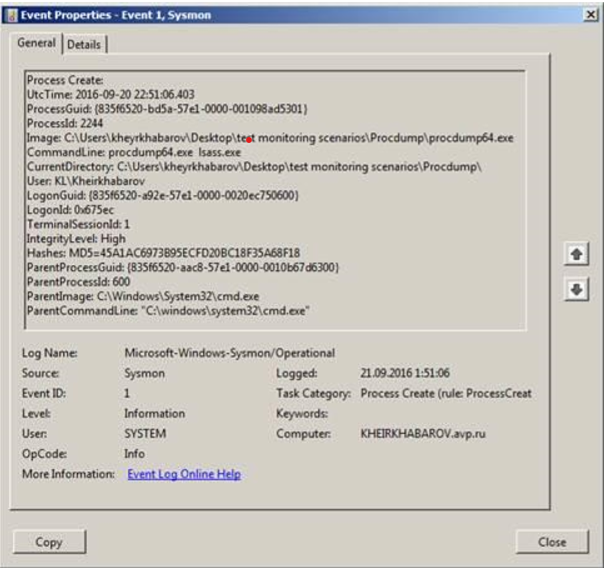 Event Properties - Event 1, Sysmon
General Details
Process Create:
UtcTime: 2016-09-20 22:51:06.403
ProcessGuid: {835f6520-bd5a-57e1-0000-001098ad5301}
ProcessId: 2244
Image: C:\Users\kheyrkhabarov\Desktop\test monitoring scenarios\Procdump\procdump64.exe
CommandLine: procdump64.exe lsass.exe
CurrentDirectory: C:\Users\kheyrkhabarov\Desktop\test monitoring scenarios\Procdump\
User: KL\Kheirkhabarov
LogonGuid: {835f6520-a92e-57e1-0000-0020ec750600}
LogonId: 0x675ec
TerminalSessionId: 1
IntegrityLevel: High
Hashes: MD5=45A1AC6973B95ECFD20BC18F35A68F18
ParentProcessGuid: {835f6520-aac8-57e1-0000-0010b67d6300}
ParentProcessId: 600
ParentImage: C:\Windows\System32\cmd.exe
ParentCommandLine: "C:\windows\system32\cmd.exe"
Log Name: Microsoft-Windows-Sysmon/Operational
Source: Sysmon Logged: 21.09.2016 1:51:06
Event ID: 1 Task Category: Process Create (rule: ProcessCreat
Level: Information Keywords:
User: SYSTEM Computer: KHEIRKHABAROV.avp.ru
OpCode: Info
More Information: Event Log Online Help
Copy Close